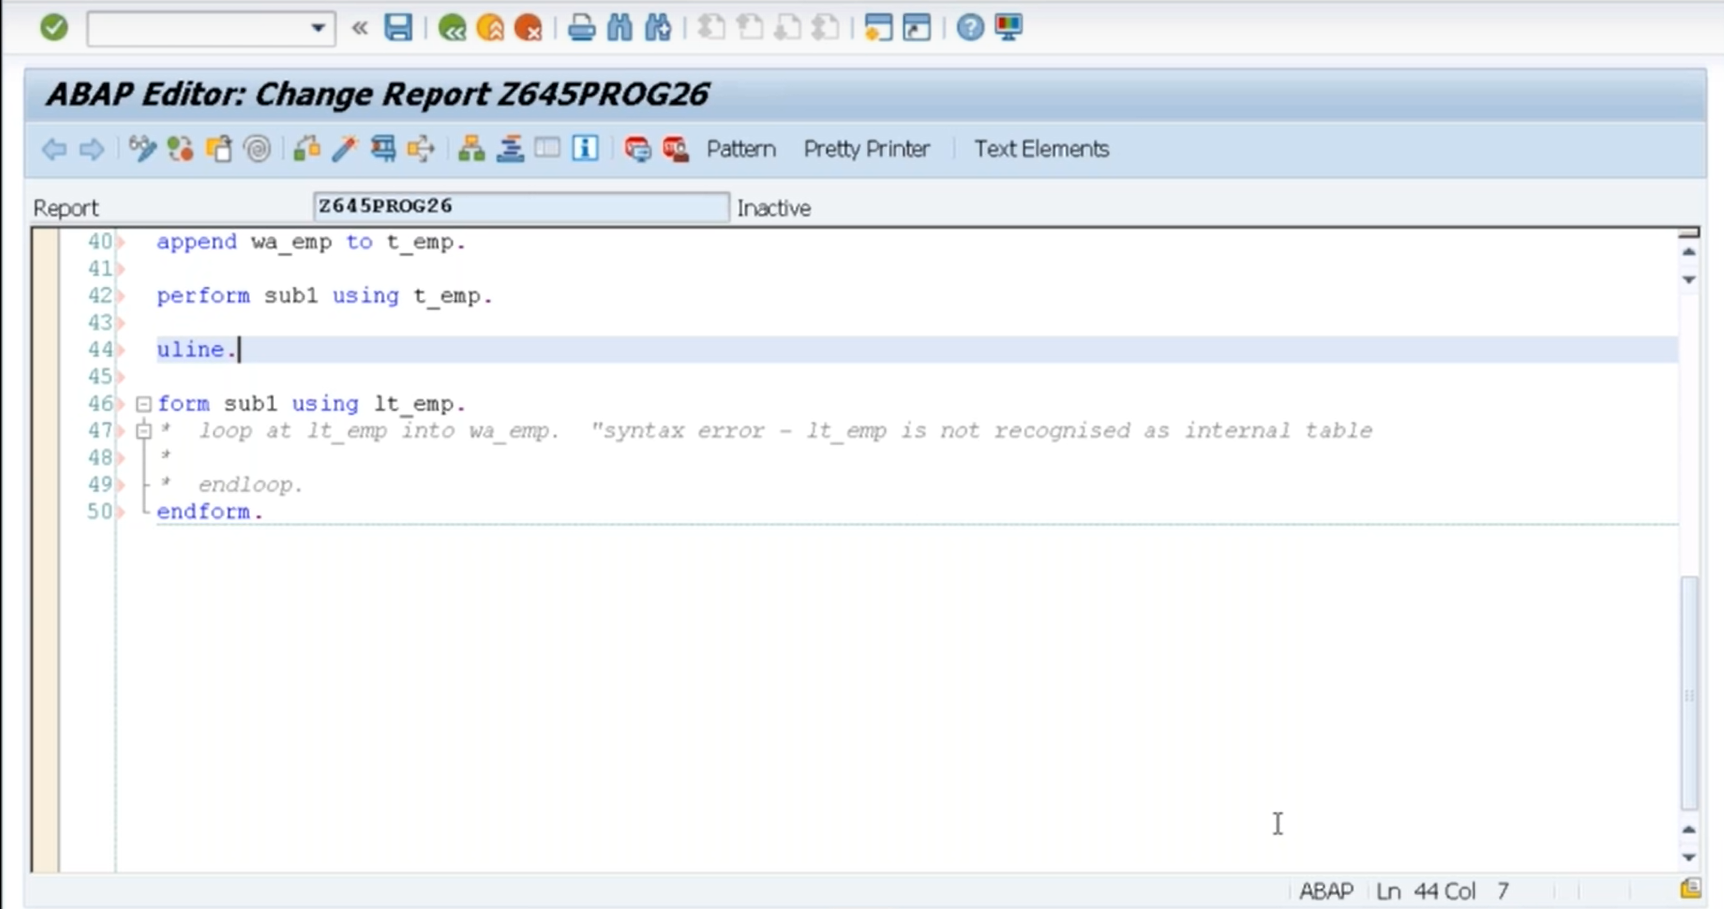 ABAP Editor: Change Report Z645PROG26
Pattern Pretty Printer Text Elements
Report Z645PROG26 Inactive
40 append wa_emp to t_emp.
41
42 perform sub1 using t_emp.
43
44 uline.
45
46 form sub1 using lt_emp.
47 *  loop at lt_emp into wa_emp.  "syntax error - lt_emp is not recognised as internal table
48 *
49 *  endloop.
50 endform.
ABAP Ln 44 Col 7